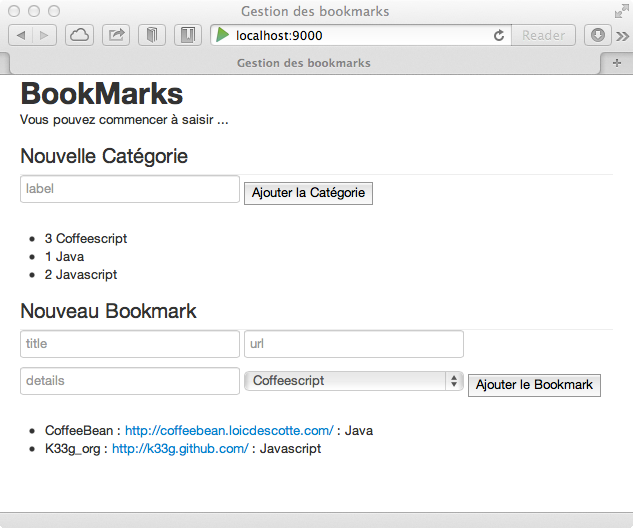 Gestion des bookmarks
localhost:9000
Reader
Gestion des bookmarks
BookMarks
Vous pouvez commencer à saisir ...
Nouvelle Catégorie
label Ajouter la Catégorie
3 Coffeescript
1 Java
2 Javascript
Nouveau Bookmark
title url
details Coffeescript Ajouter le Bookmark
CoffeeBean : http://coffeebean.loicdescotte.com/ : Java
K33g_org : http://k33g.github.com/ : Javascript